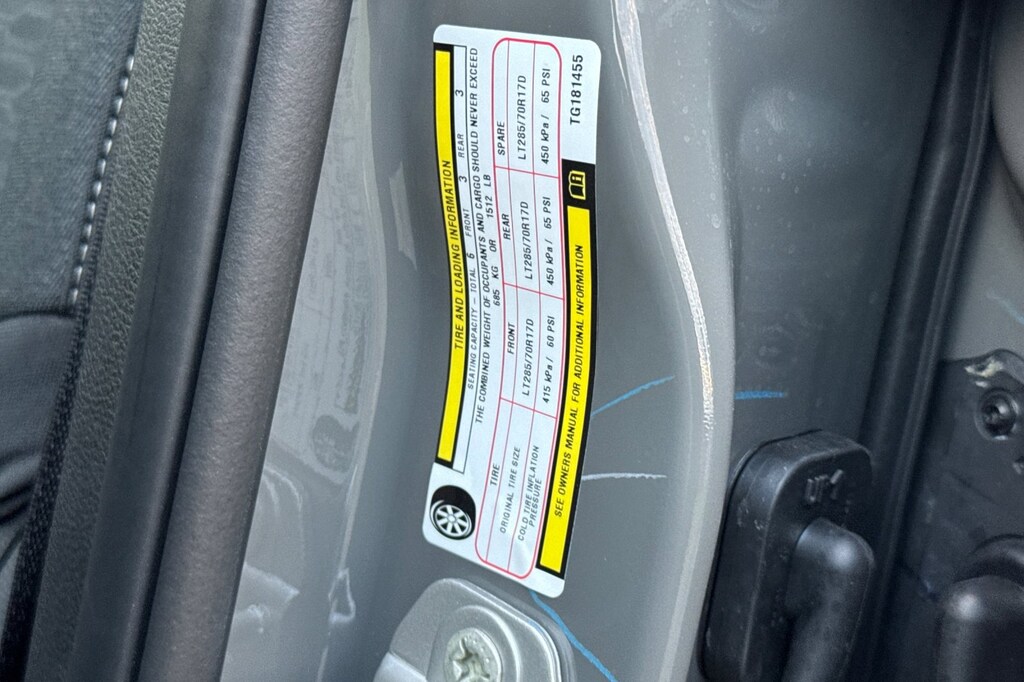 TIRE AND LOADING INFORMATION
SEATING CAPACITY - TOTAL 6 FRONT 3 REAR 3
THE COMBINED WEIGHT OF OCCUPANTS AND CARGO SHOULD NEVER EXCEED
685 KG OR 1512 LB
TIRE FRONT REAR SPARE
ORIGINAL TIRE SIZE LT285/70R17D LT285/70R17D LT285/70R17D
COLD TIRE INFLATION
PRESSURE 415 kPa / 60 PSI 450 kPa / 65 PSI 450 kPa / 65 PSI
SEE OWNERS MANUAL FOR ADDITIONAL INFORMATION
TG181455
UP